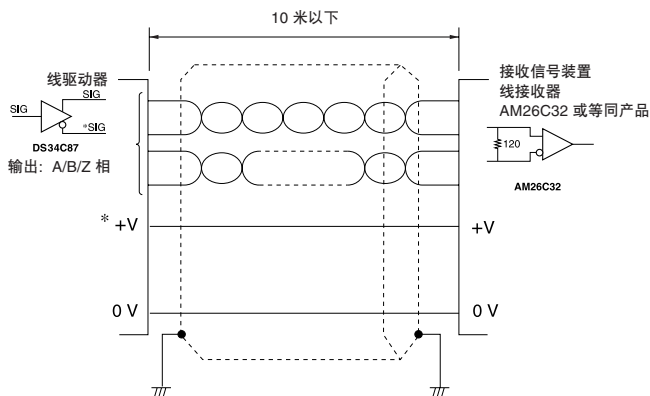 10 米以下
线驱动器
SIG
SIG
*SIG
DS34C87
输出: A/B/Z 相
接收信号装置
线接收器
AM26C32 或等同产品
120
AM26C32
* +V
+V
0 V
0 V